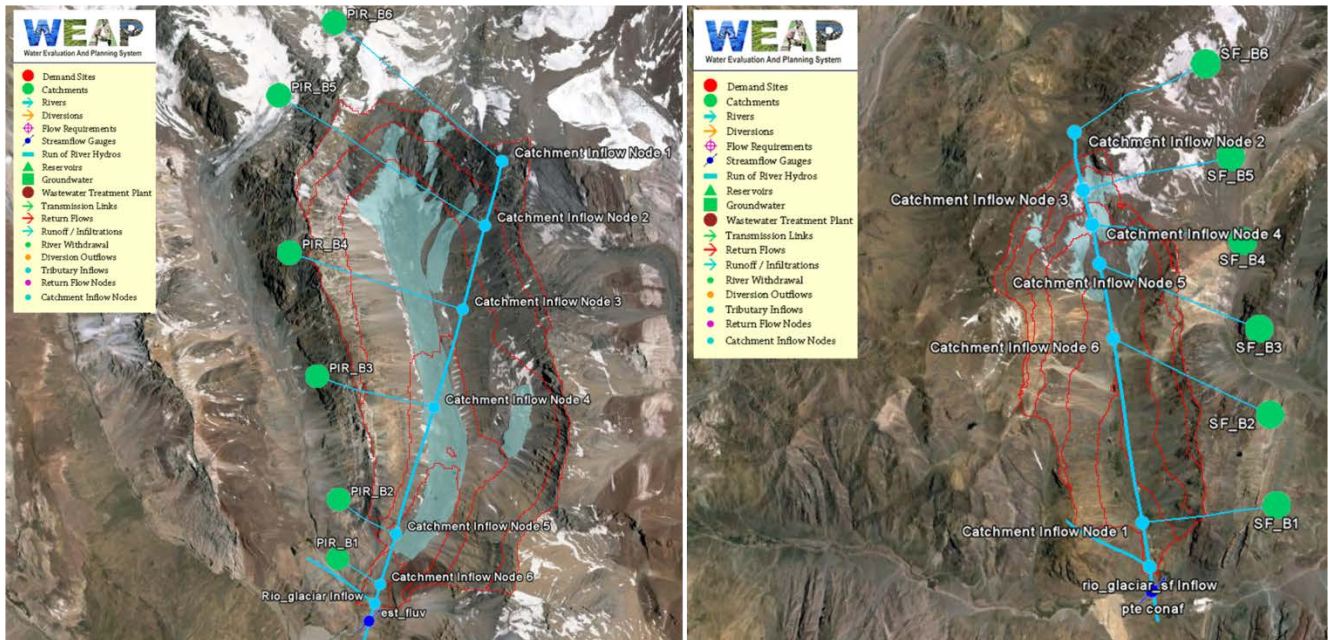 WEAP
Water Evaluation And Planning System
Demand Sites
Catchments
Rivers
Diversions
Flow Requirements
Streamflow Gauges
Run of River Hydros
Reservoirs
Groundwater
Wastewater Treatment Plant
Transmission Links
Return Flows
Runoff / Infiltrations
River Withdrawal
Diversion Outflows
Tributary Inflows
Return Flow Nodes
Catchment Inflow Nodes
PIR_B6
PIR_B5
Catchment Inflow Node 1
Catchment Inflow Node 2
PIR_B4
Catchment Inflow Node 3
PIR_B3
Catchment Inflow Node 4
PIR_B2
Catchment Inflow Node 5
PIR_B1
Catchment Inflow Node 6
Rio_glaciar Inflow
est_fluv
WEAP
Water Evaluation And Planning System
Demand Sites
Catchments
Rivers
Diversions
Flow Requirements
Streamflow Gauges
Run of River Hydros
Reservoirs
Groundwater
Wastewater Treatment Plant
Transmission Links
Return Flows
Runoff / Infiltrations
River Withdrawal
Diversion Outflows
Tributary Inflows
Return Flow Nodes
Catchment Inflow Nodes
SF_B6
Catchment Inflow Node 2
SF_B5
Catchment Inflow Node 3
Catchment Inflow Node 4
SF_B4
Catchment Inflow Node 5
SF_B3
Catchment Inflow Node 6
SF_B2
SF_B1
Catchment Inflow Node 1
rio_glaciar_sf Inflow
pte conaf